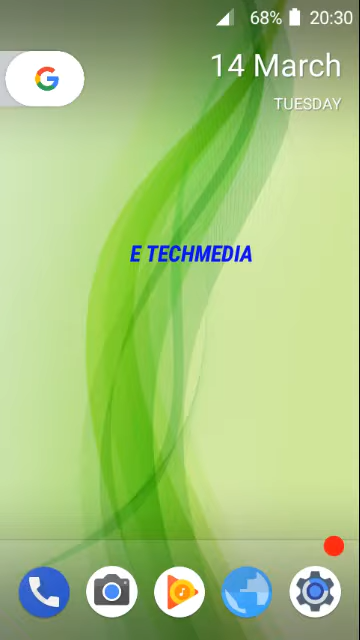 68% 20:30
14 March
TUESDAY
G
E TECHMEDIA